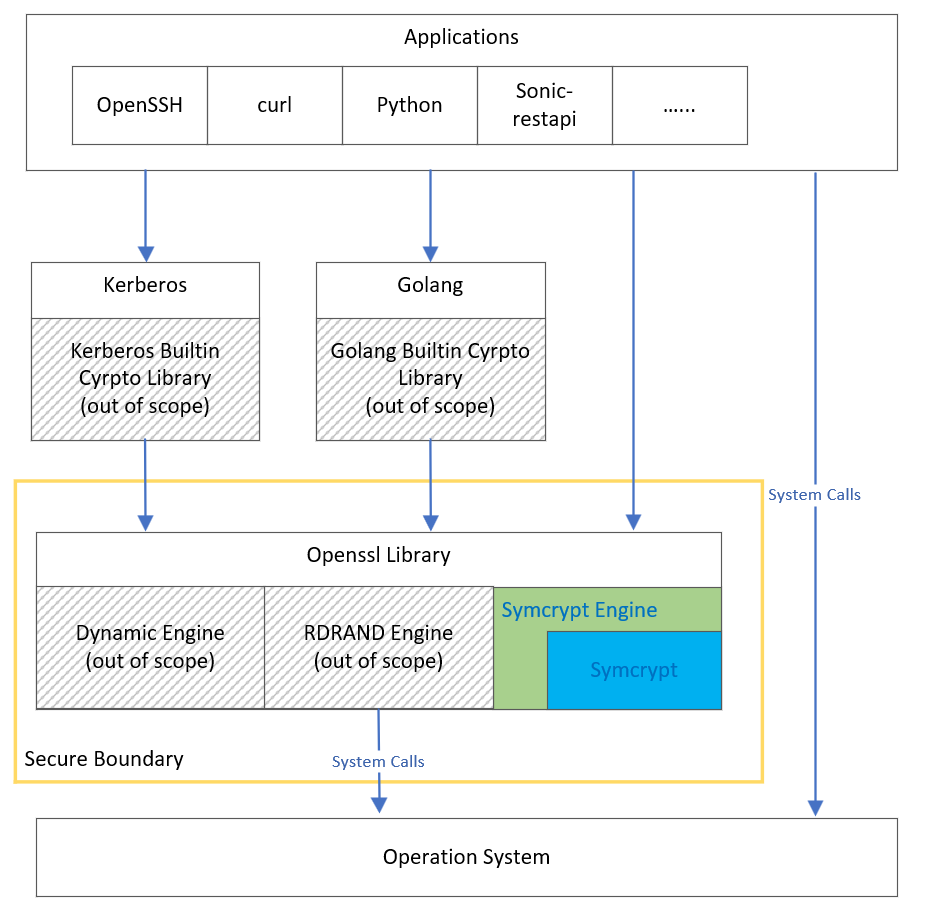 Applications
OpenSSH
curl
Python
Sonic-
restapi
......
Kerberos
Golang
Kerberos Builtin
Cyrpto Library
(out of scope)
Golang Builtin Cyrpto
Library
(out of scope)
System Calls
Openssl Library
Dynamic Engine
(out of scope)
RDRAND Engine
(out of scope)
Symcrypt Engine
Symcrypt
Secure Boundary
System Calls
Operation System